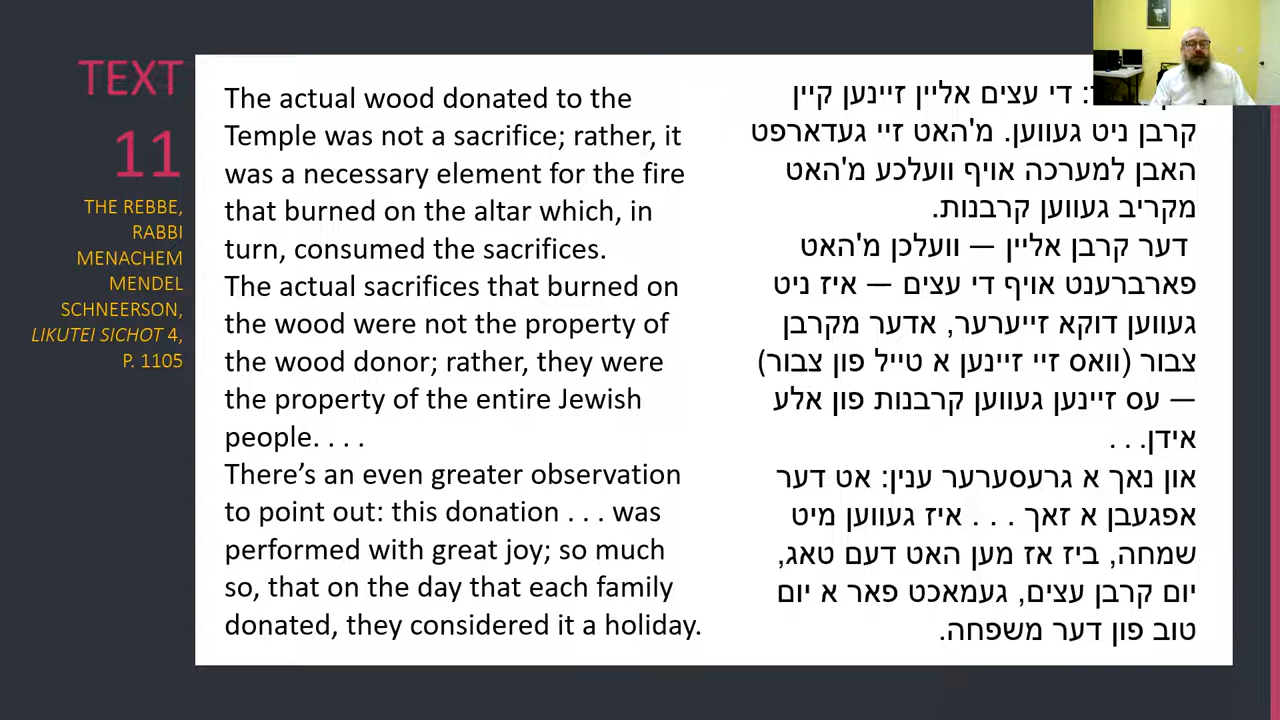 TEXT
11
THE REBBE,
RABBI
MENACHEM
MENDEL
SCHNEERSON,
LIKUTEI SICHOT 4,
P. 1105
The actual wood donated to the
Temple was not a sacrifice; rather, it
was a necessary element for the fire
that burned on the altar which, in
turn, consumed the sacrifices.
The actual sacrifices that burned on
the wood were not the property of
the wood donor; rather, they were
the property of the entire Jewish
people. . . .
There’s an even greater observation
to point out: this donation . . . was
performed with great joy; so much
so, that on the day that each family
donated, they considered it a holiday.
די עצים אליין זיינען קיין
קרבן ניט געווען. מ'האט זיי געדארפט
האבן למערכה אויף וועלכע מ'האט
מקריב געווען קרבנות.
דער קרבן אליין — וועלכן מ'האט
פארברענט אויף די עצים — איז ניט
געווען דוקא זייערער, אדער מקרבן
צבור (וואס זיי זיינען א טייל פון צבור)
— עס זיינען געווען קרבנות פון אלע
אידן. . .
און נאך א גרעסערער ענין: אט דער
אפגעבן א זאך . . . איז געווען מיט
שמחה, ביז אז מען האט דעם טאג,
יום קרבן עצים, געמאכט פאר א יום
טוב פון דער משפחה.